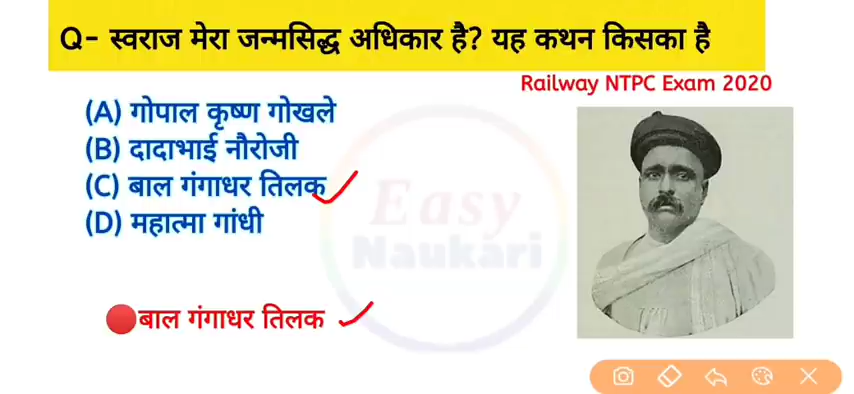 Q- स्वराज मेरा जन्मसिद्ध अधिकार है? यह कथन किसका है
Railway NTPC Exam 2020
(A) गोपाल कृष्ण गोखले
(B) दादाभाई नौरोजी
(C) बाल गंगाधर तिलक
(D) महात्मा गांधी
Easy
Naukari
बाल गंगाधर तिलक